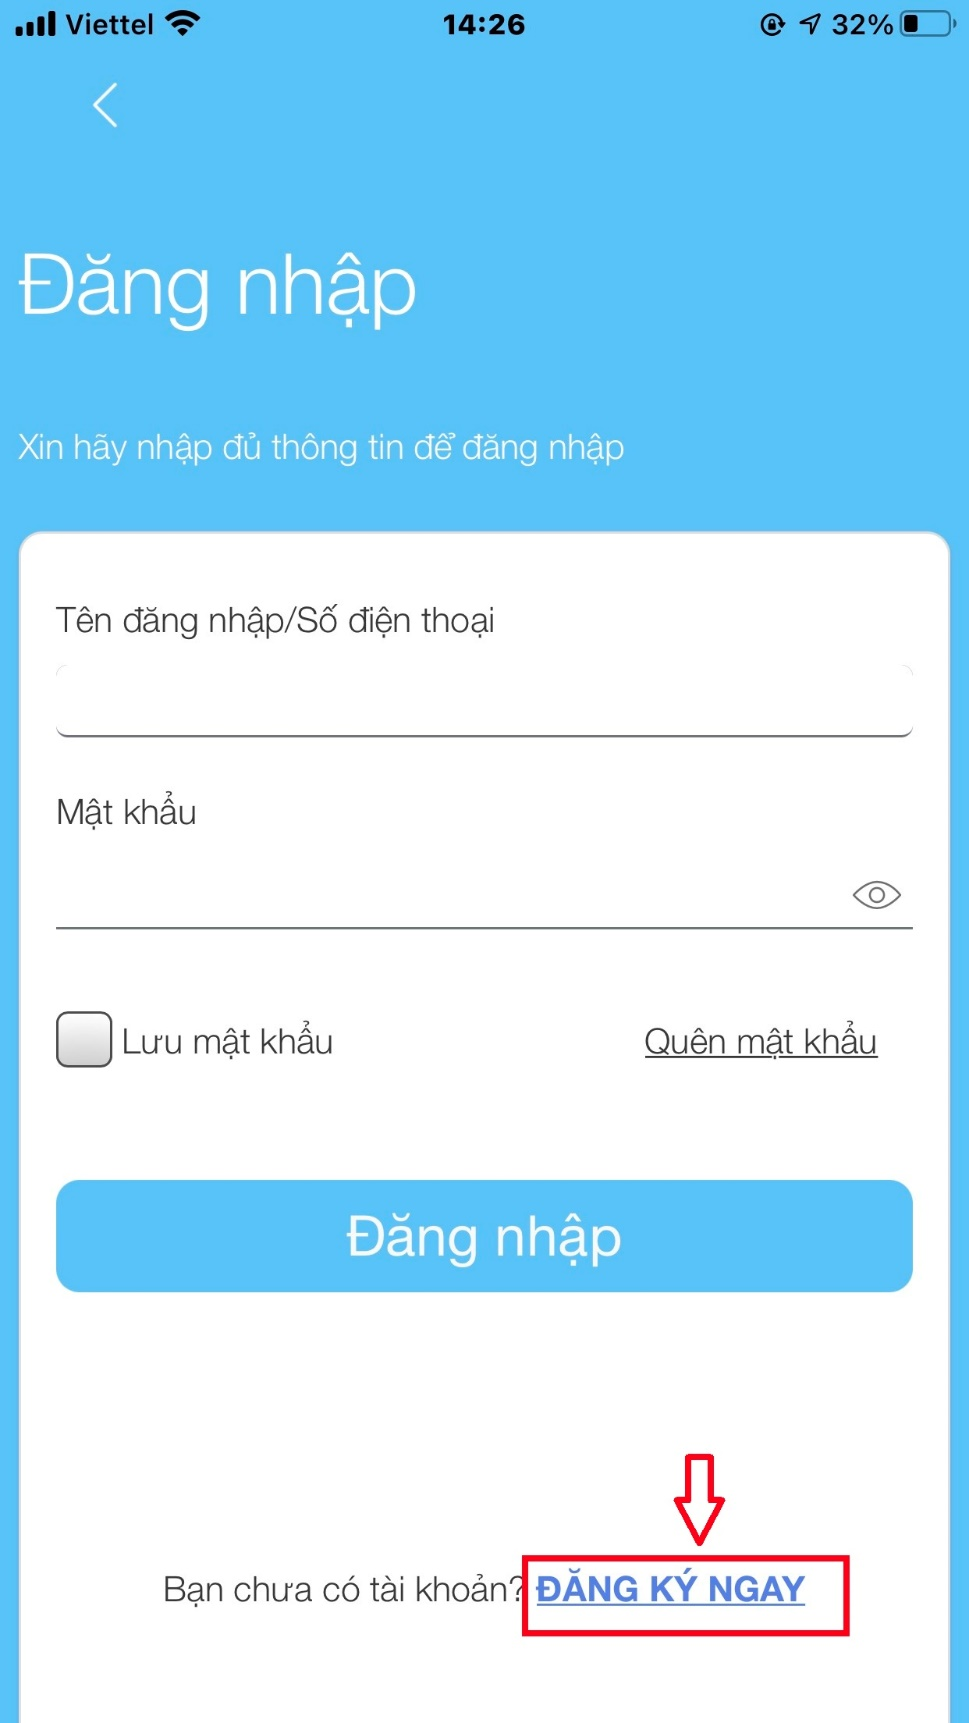 Viettel 14:26 32%
Đăng nhập
Xin hãy nhập đủ thông tin để đăng nhập
Tên đăng nhập/Số điện thoại
Mật khẩu
Lưu mật khẩu Quên mật khẩu
Đăng nhập
Bạn chưa có tài khoản? ĐĂNG KÝ NGAY